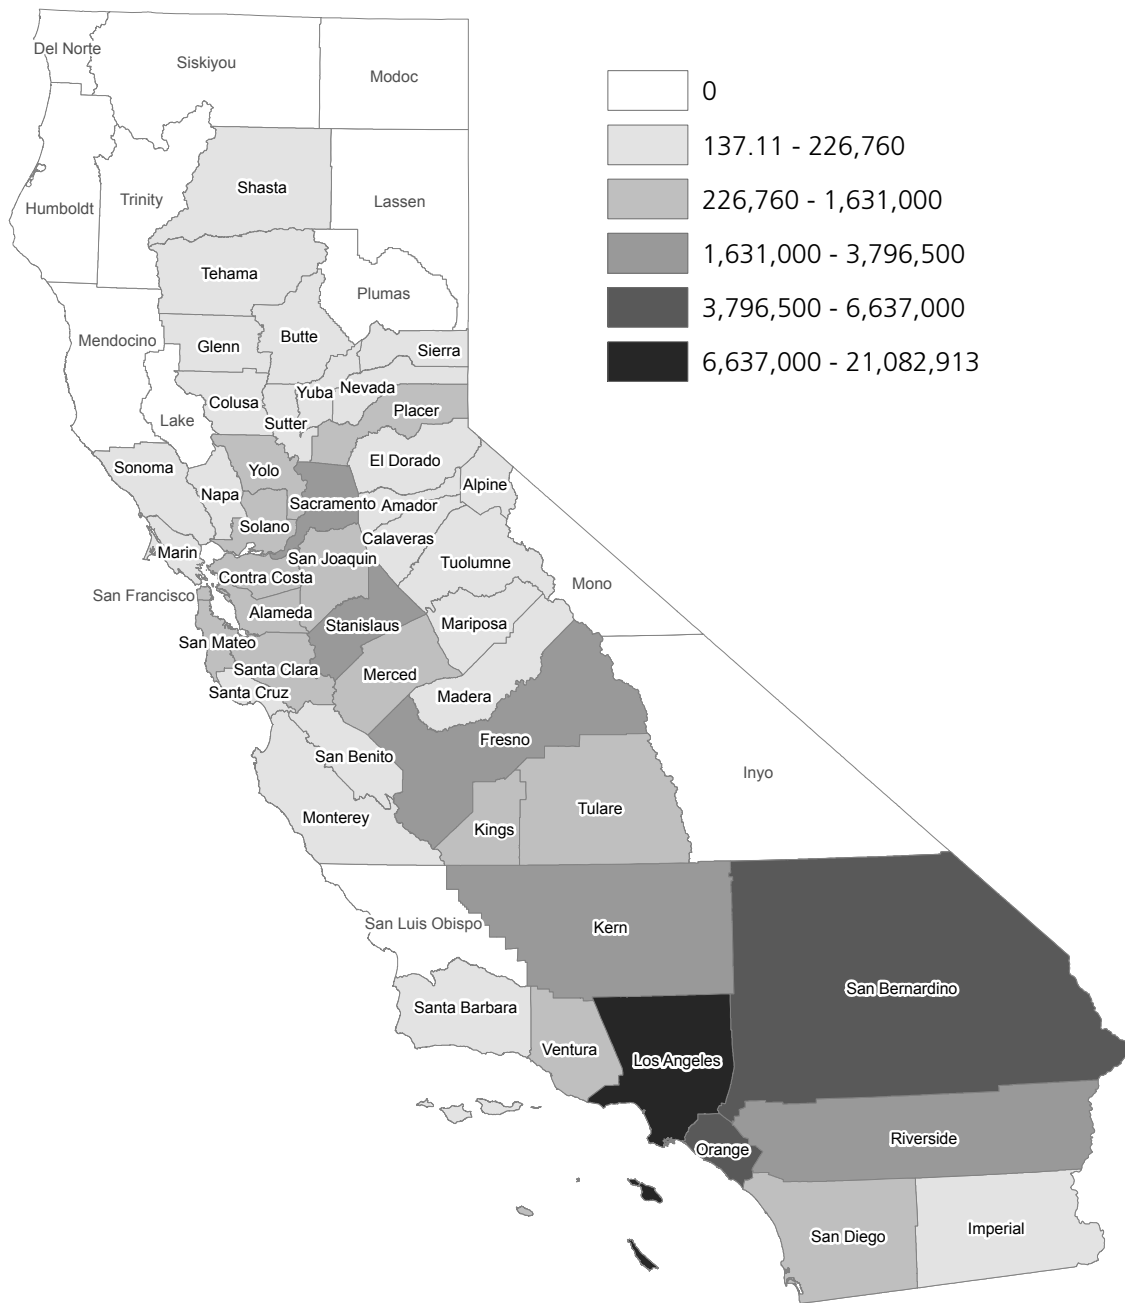 Del Norte
Siskiyou
Modoc
0
137.11 - 226,760
226,760 - 1,631,000
1,631,000 - 3,796,500
3,796,500 - 6,637,000
6,637,000 - 21,082,913
Shasta
Humboldt
Trinity
Lassen
Tehama
Plumas
Mendocino
Glenn
Butte
Sierra
Colusa
Yuba
Nevada
Lake
Sutter
Placer
Sonoma
Yolo
El Dorado
Napa
Sacramento
Amador
Alpine
Solano
Marin
San Joaquin
Calaveras
Tuolumne
Mono
San Francisco
Contra Costa
Alameda
Stanislaus
Mariposa
San Mateo
Santa Clara
Merced
Santa Cruz
Madera
San Benito
Fresno
Inyo
Monterey
Kings
Tulare
San Luis Obispo
Kern
San Bernardino
Santa Barbara
Ventura
Los Angeles
Orange
Riverside
San Diego
Imperial